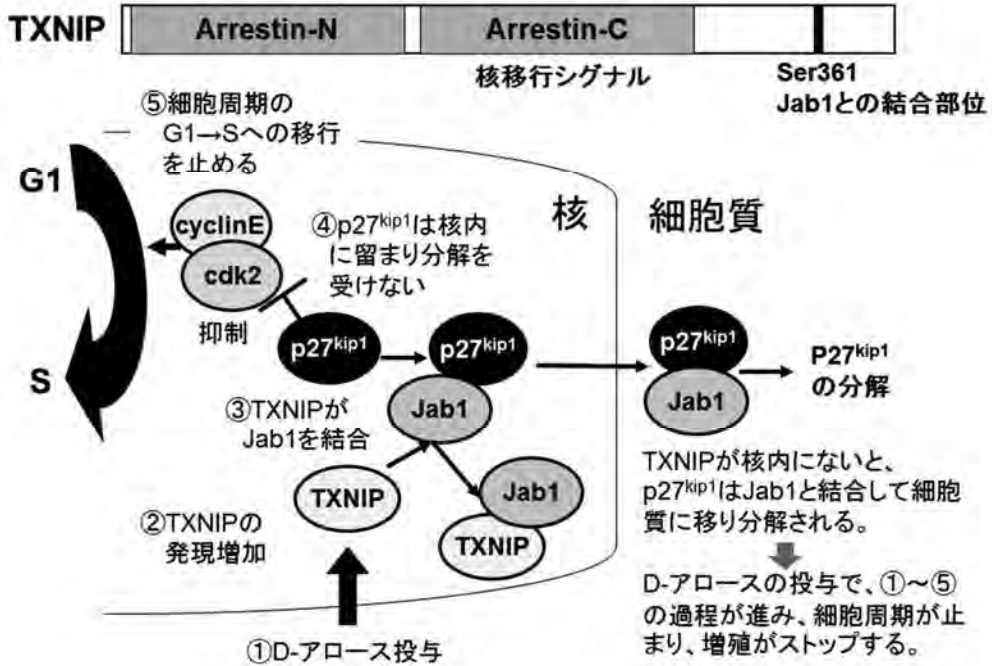 TXNIP
Arrestin-N
Arrestin-C
核移行シグナル
Ser361
Jab1との結合部位
⑤細胞周期の
G1→Sへの移行
を止める
G1
S
cyclinE
cdk2
抑制
④p27kip1は核内
に留まり分解を
受けない
核
細胞質
p27kip1
p27kip1
Jab1
p27kip1
Jab1
P27kip1
の分解
③TXNIPが
Jab1を結合
TXNIP
Jab1
TXNIP
②TXNIPの
発現増加
①D-アロース投与
TXNIPが核内にないと、
p27kip1はJab1と結合して細胞
質に移り分解される。
D-アロースの投与で、①～⑤
の過程が進み、細胞周期が止
まり、増殖がストップする。